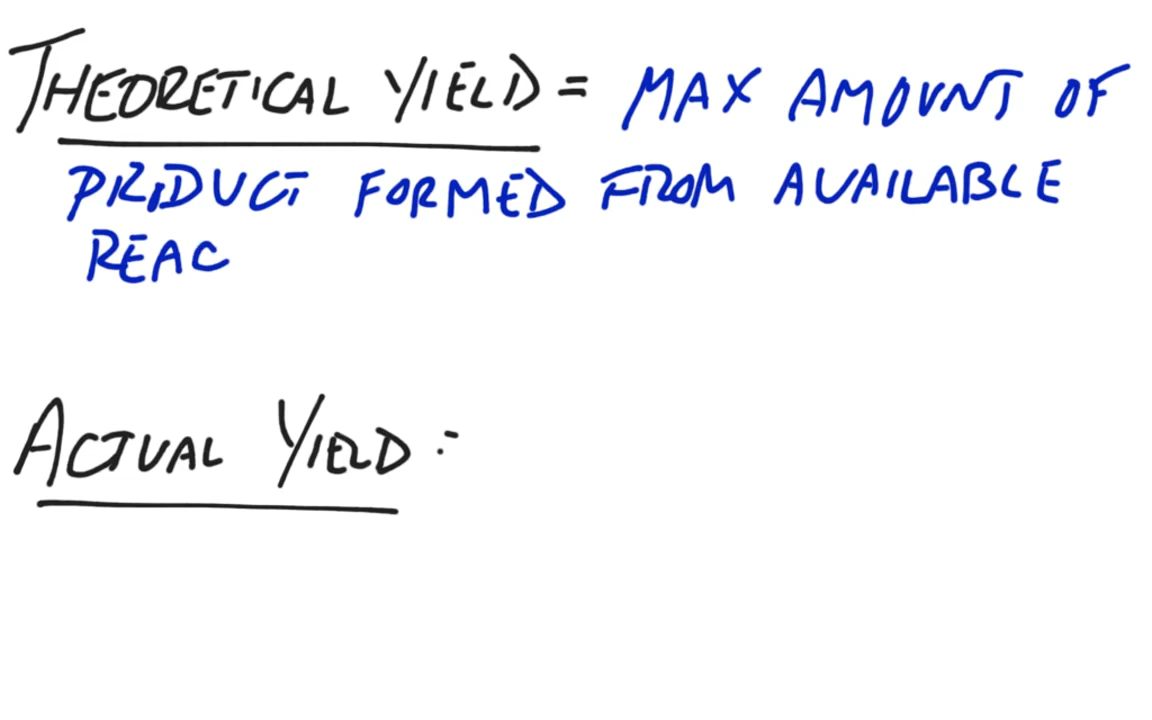 THEORETICAL YIELD = MAX AMOUNT OF
PRODUCT FORMED FROM AVAILABLE
REAC
ACTUAL YIELD :